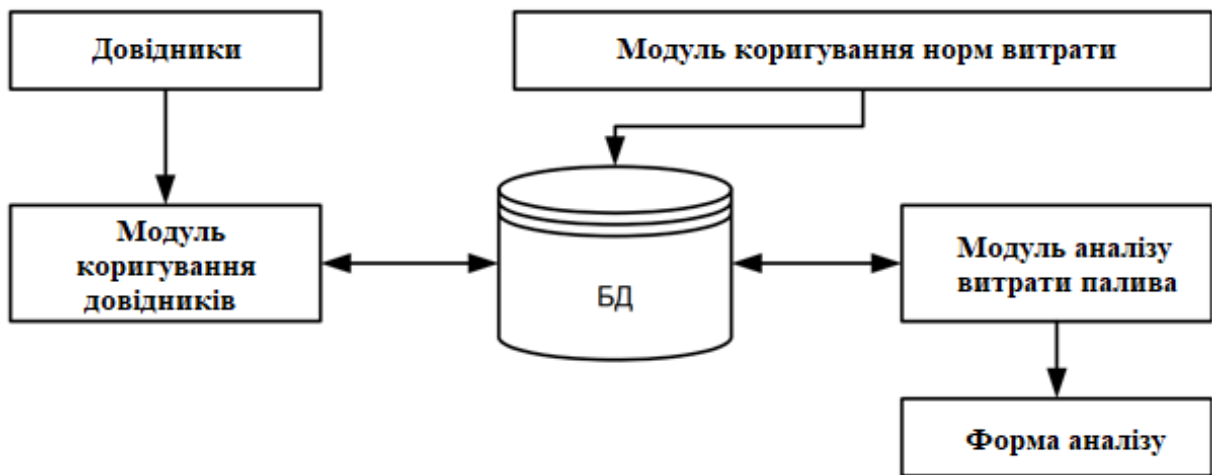 Довідники
Модуль коригування норм витрати
Модуль
коригування
довідників
БД
Модуль аналізу
витрати палива
Форма аналізу